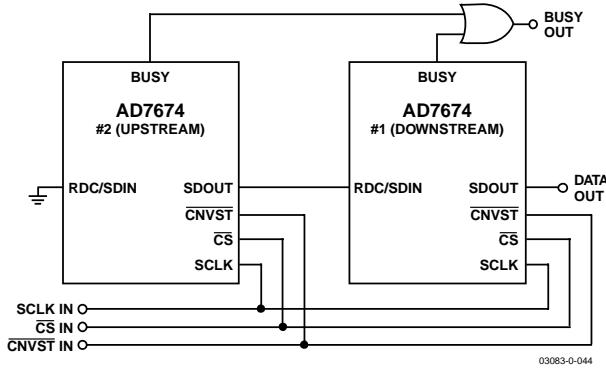 BUSY
OUT
BUSY
BUSY
AD7674
#2 (UPSTREAM)
AD7674
#1 (DOWNSTREAM)
RDC/SDIN
SDOUT
RDC/SDIN
SDOUT
DATA
OUT
CNVST
CNVST
CS
CS
SCLK
SCLK
SCLK IN
CS IN
CNVST IN
03083-0-044